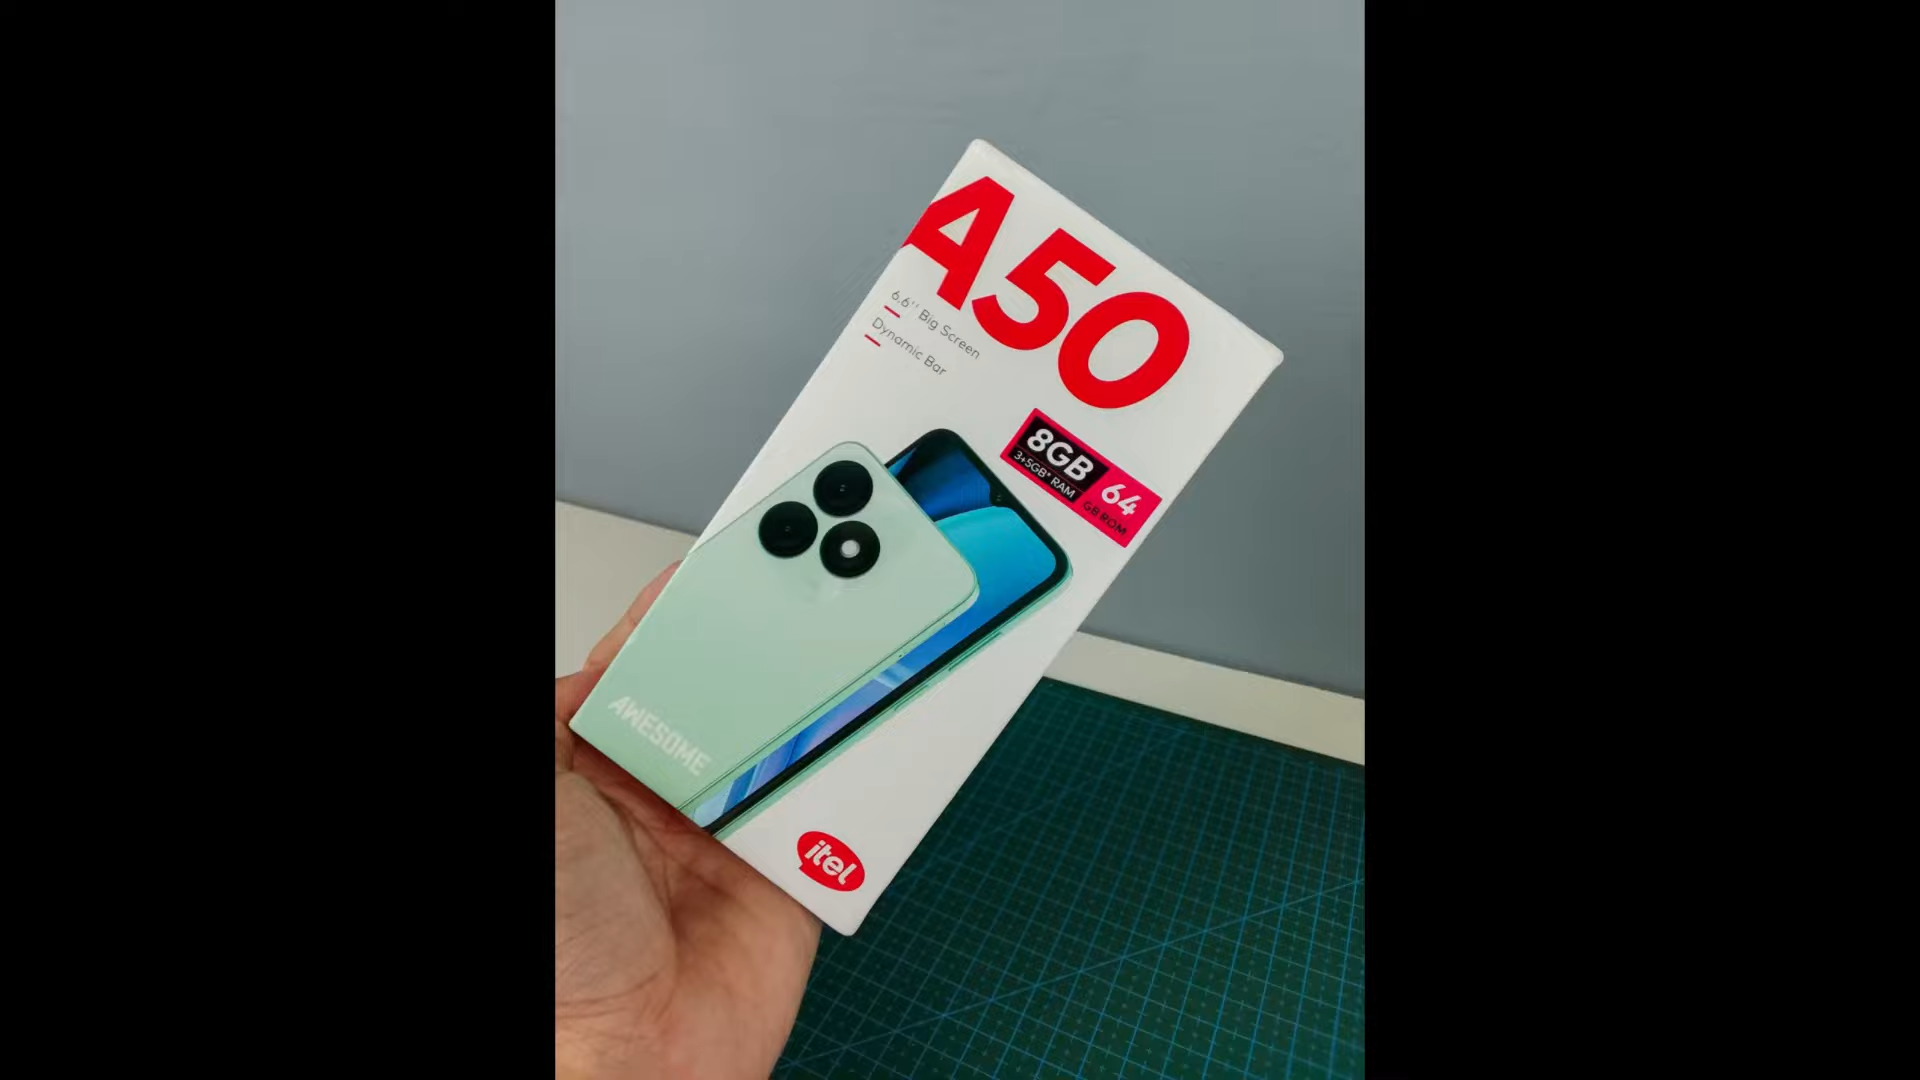 A50
6.6'' Big Screen
Dynamic Bar
8GB
3+5GB* RAM
64
GB ROM
AWESOME
itel